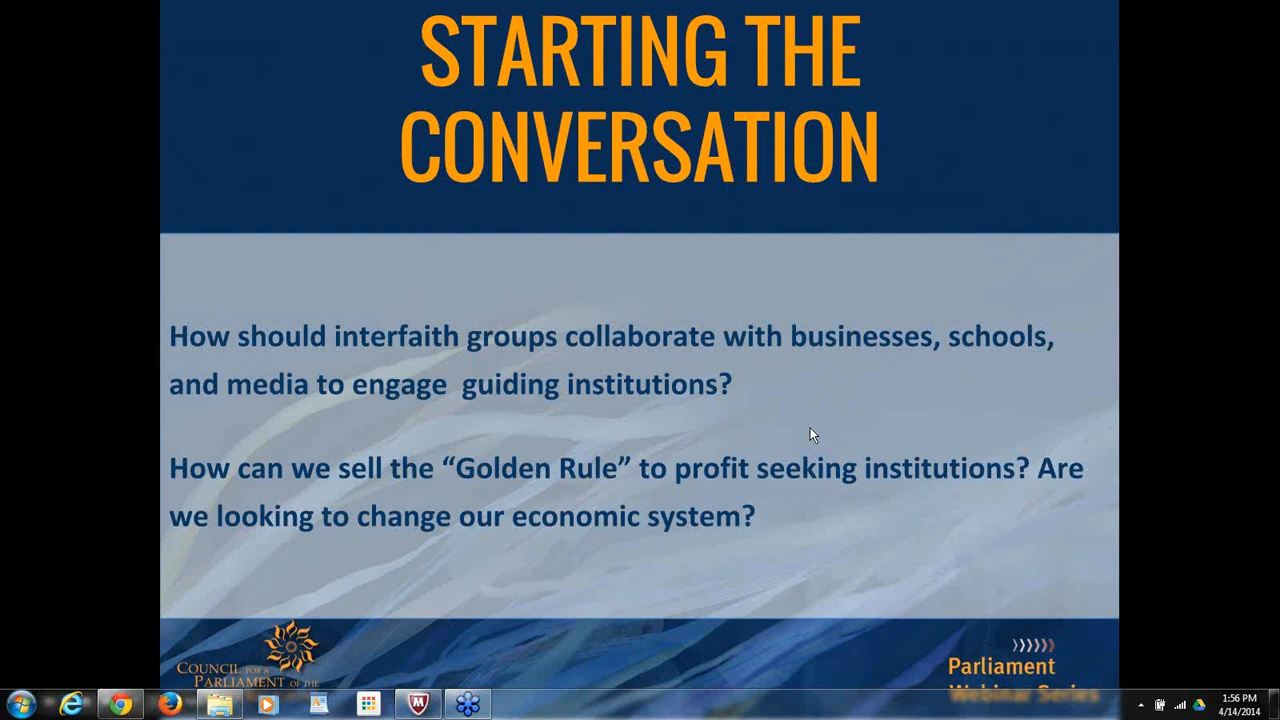 STARTING THE
CONVERSATION
How should interfaith groups collaborate with businesses, schools,
and media to engage  guiding institutions?
How can we sell the “Golden Rule” to profit seeking institutions? Are
we looking to change our economic system?
COUNCIL FOR A
PARLIAMENT OF THE
Parliament
Webinar Series
1:56 PM
4/14/2014